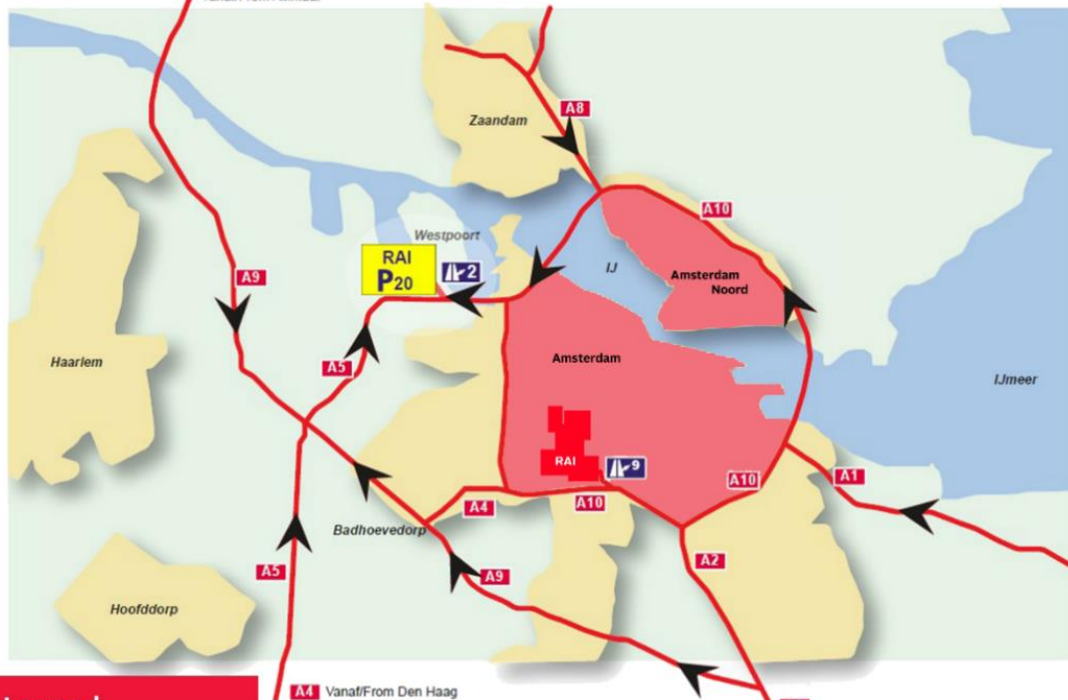 A8
Zaandam
A10
Westpoort
RAI
P20
2
IJ
A9
Amsterdam
Noord
Amsterdam
Haarlem
A5
IJmeer
RAI
9
A10
A1
A4
A10
Badhoevedorp
A2
A5
A9
Hoofddorp
A4 Vanaf/From Den Haag